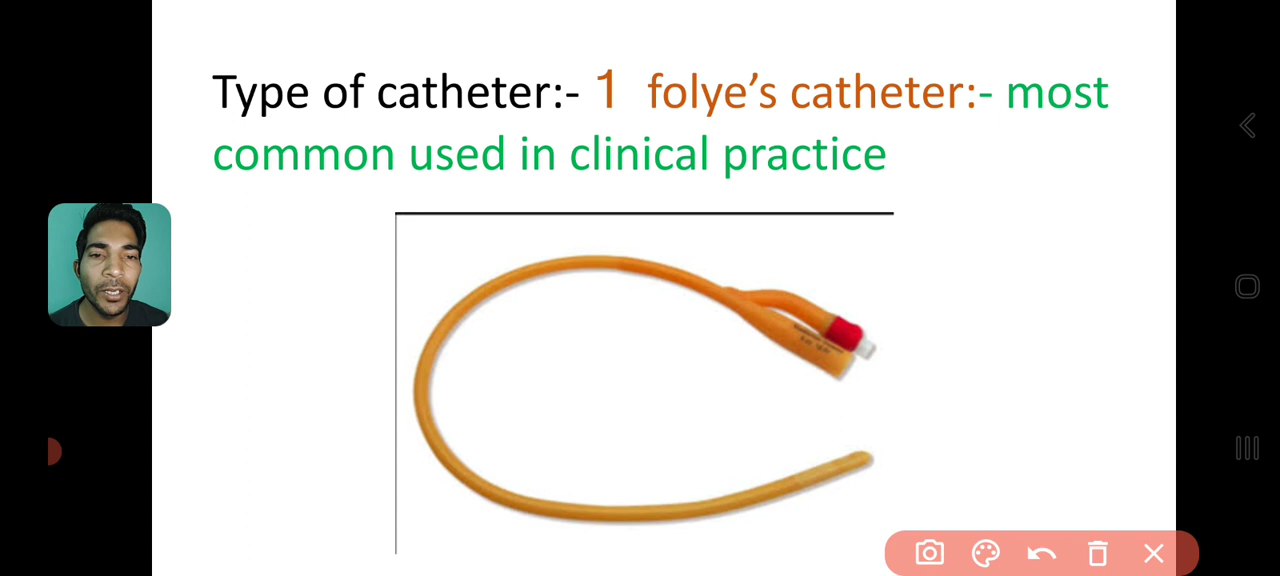 Type of catheter:- 1 folye’s catheter:- most
common used in clinical practice